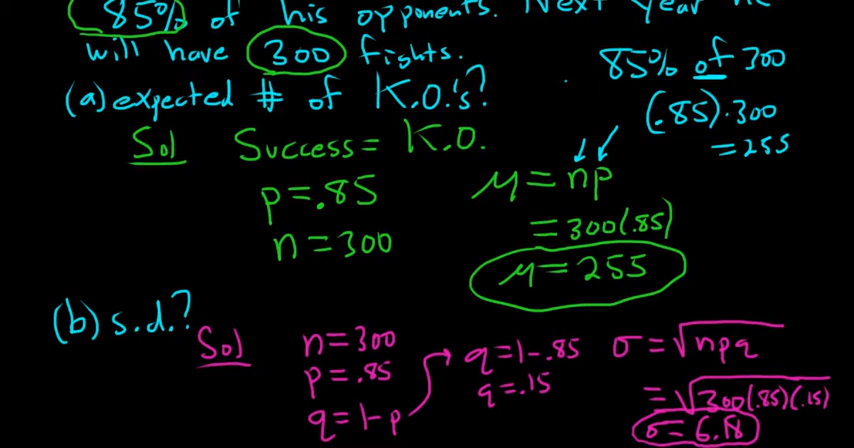 85% of his opponents. Next year he
will have 300 fights.
(a) expected # of K.O.'s?
85% of 300
(.85)·300
=255
Sol Success= K.O.
p=.85
n=300
μ=np
=300(.85)
μ=255
(b) s.d.?
Sol
n=300
p=.85
q=1-p
q=1-.85
q=.15
σ=√npq
=√300(.85)(.15)
σ=6.18